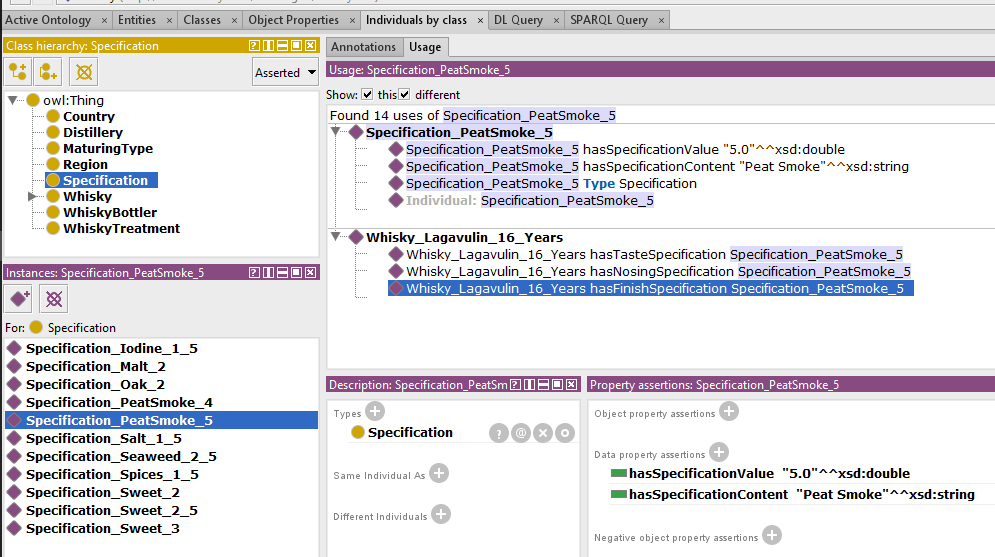 Active Ontology × Entities × Classes × Object Properties × Individuals by class × DL Query × SPARQL Query ×
Class hierarchy: Specification
Asserted
owl:Thing
Country
Distillery
MaturingType
Region
Specification
Whisky
WhiskyBottler
WhiskyTreatment
Instances: Specification_PeatSmoke_5
For: Specification
Specification_Iodine_1_5
Specification_Malt_2
Specification_Oak_2
Specification_PeatSmoke_4
Specification_PeatSmoke_5
Specification_Salt_1_5
Specification_Seaweed_2_5
Specification_Spices_1_5
Specification_Sweet_2
Specification_Sweet_2_5
Specification_Sweet_3
Annotations Usage
Usage: Specification_PeatSmoke_5
Show: this different
Found 14 uses of Specification_PeatSmoke_5
Specification_PeatSmoke_5
Specification_PeatSmoke_5 hasSpecificationValue "5.0"^^xsd:double
Specification_PeatSmoke_5 hasSpecificationContent "Peat Smoke"^^xsd:string
Specification_PeatSmoke_5 Type Specification
Individual: Specification_PeatSmoke_5
Whisky_Lagavulin_16_Years
Whisky_Lagavulin_16_Years hasTasteSpecification Specification_PeatSmoke_5
Whisky_Lagavulin_16_Years hasNosingSpecification Specification_PeatSmoke_5
Whisky_Lagavulin_16_Years hasFinishSpecification Specification_PeatSmoke_5
Description: Specification_PeatSm
Types
Specification
Same Individual As
Different Individuals
Property assertions: Specification_PeatSmoke_5
Object property assertions
Data property assertions
hasSpecificationValue "5.0"^^xsd:double
hasSpecificationContent "Peat Smoke"^^xsd:string
Negative object property assertions